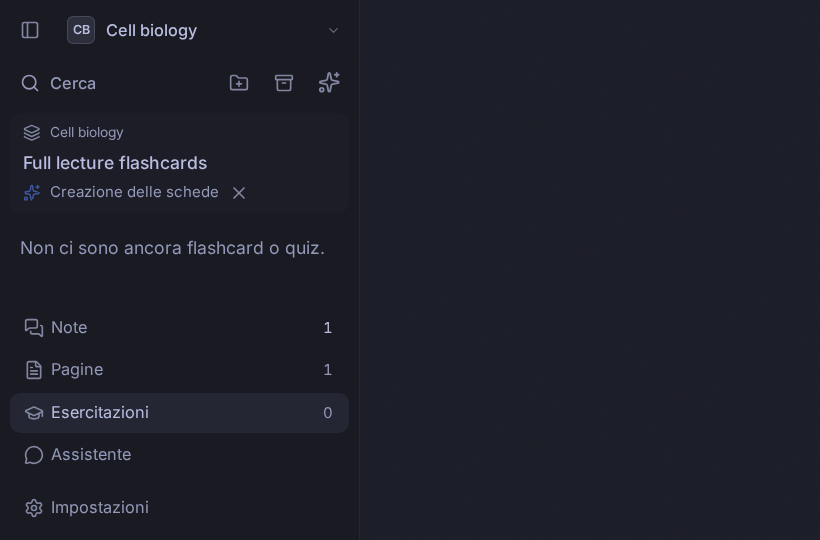 CB Cell biology
Cerca
Cell biology
Full lecture flashcards
Creazione delle schede
Non ci sono ancora flashcard o quiz.
Note 1
Pagine 1
Esercitazioni 0
Assistente
Impostazioni